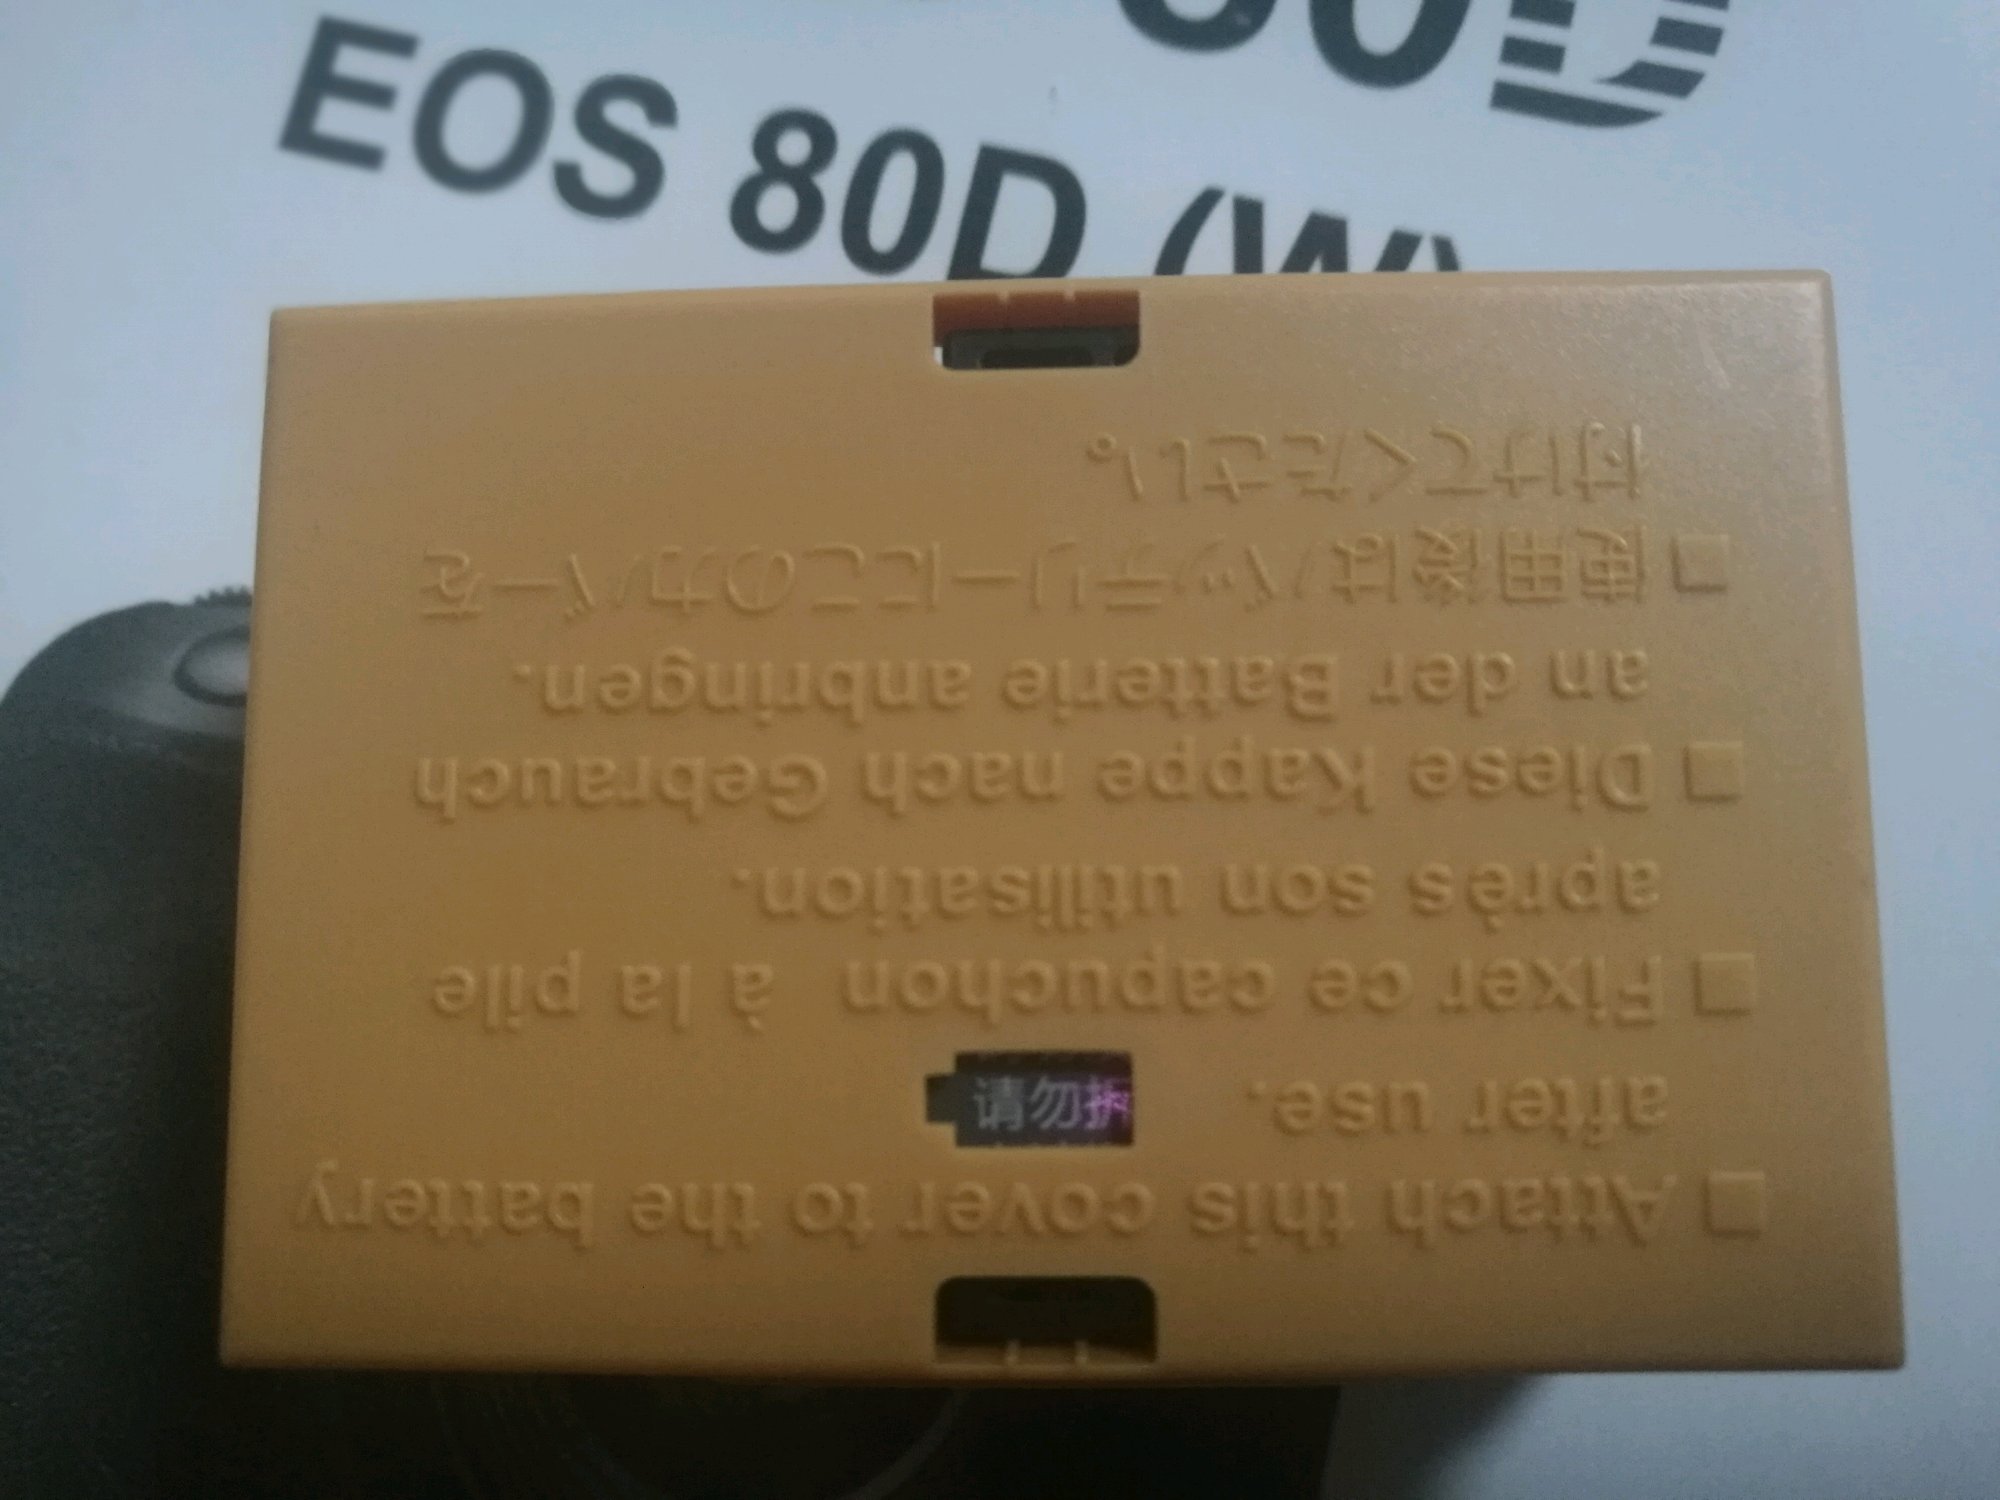 EOS 80D (W)
□ Attach this cover to the battery
after use.
□ Fixer ce capuchon à la pile
après son utilisation.
□ Diese Kappe nach Gebrauch
an der Batterie anbringen.
□ 使用後はバッテリーにこのカバーを
付けてください。
请勿拆